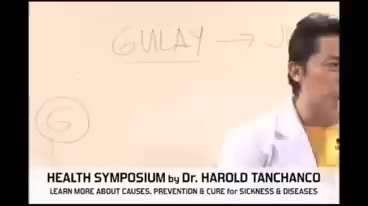 GULAY →
G
HEALTH SYMPOSIUM by Dr. HAROLD TANCHANCO
LEARN MORE ABOUT CAUSES, PREVENTION & CURE for SICKNESS & DISEASES